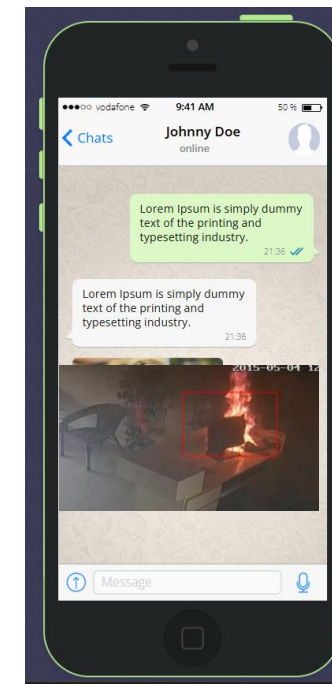 vodafone 9:41 AM 50 %
Chats Johnny Doe
online
Lorem Ipsum is simply dummy
text of the printing and
typesetting industry.
21:36
Lorem Ipsum is simply dummy
text of the printing and
typesetting industry.
21:36
2015-05-04 12
Message